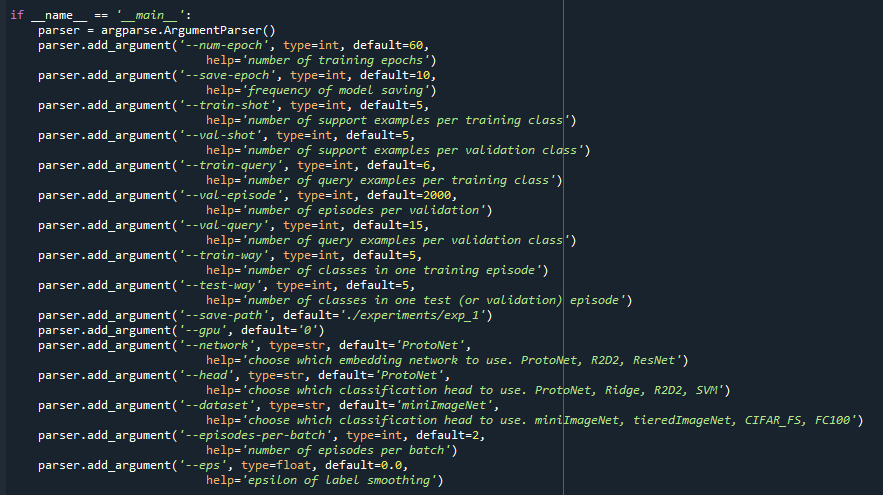 if __name__ == '__main__':
    parser = argparse.ArgumentParser()
    parser.add_argument('--num-epoch', type=int, default=60,
                            help='number of training epochs')
    parser.add_argument('--save-epoch', type=int, default=10,
                            help='frequency of model saving')
    parser.add_argument('--train-shot', type=int, default=5,
                            help='number of support examples per training class')
    parser.add_argument('--val-shot', type=int, default=5,
                            help='number of support examples per validation class')
    parser.add_argument('--train-query', type=int, default=6,
                            help='number of query examples per training class')
    parser.add_argument('--val-episode', type=int, default=2000,
                            help='number of episodes per validation')
    parser.add_argument('--val-query', type=int, default=15,
                            help='number of query examples per validation class')
    parser.add_argument('--train-way', type=int, default=5,
                            help='number of classes in one training episode')
    parser.add_argument('--test-way', type=int, default=5,
                            help='number of classes in one test (or validation) episode')
    parser.add_argument('--save-path', default='./experiments/exp_1')
    parser.add_argument('--gpu', default='0')
    parser.add_argument('--network', type=str, default='ProtoNet',
                            help='choose which embedding network to use. ProtoNet, R2D2, ResNet')
    parser.add_argument('--head', type=str, default='ProtoNet',
                            help='choose which classification head to use. ProtoNet, Ridge, R2D2, SVM')
    parser.add_argument('--dataset', type=str, default='miniImageNet',
                            help='choose which classification head to use. miniImageNet, tieredImageNet, CIFAR_FS, FC100')
    parser.add_argument('--episodes-per-batch', type=int, default=2,
                            help='number of episodes per batch')
    parser.add_argument('--eps', type=float, default=0.0,
                            help='epsilon of label smoothing')